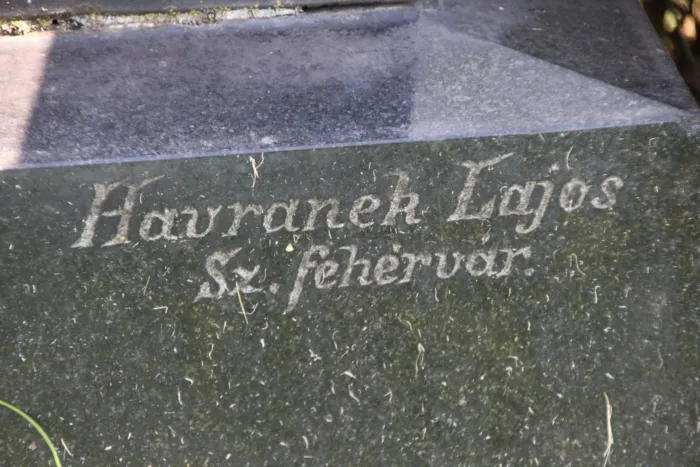 Havranek Lajos
Sz. fehérvár.